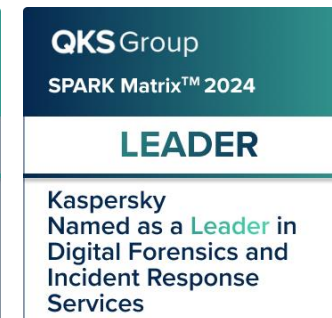 QKS Group
SPARK Matrix™ 2024
LEADER
Kaspersky
Named as a Leader in
Digital Forensics and
Incident Response
Services